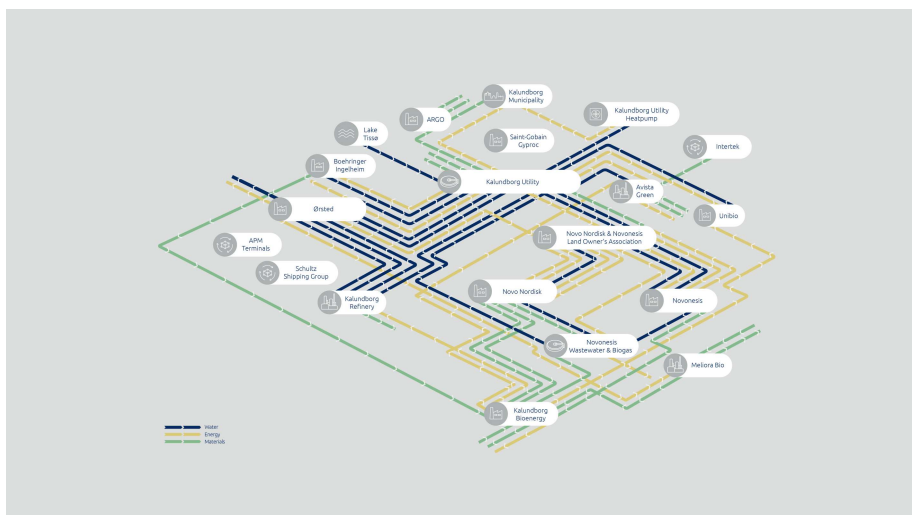 Kalundborg
Municipality
ARGO
Kalundborg Utility
Heatpump
Lake
Tissø
Saint-Gobain
Gyproc
Intertek
Boehringer
Ingelheim
Kalundborg Utility
Avista
Green
Ørsted
Unibio
APM
Terminals
Novo Nordisk & Novonesis
Land Owner's Association
Schultz
Shipping Group
Novo Nordisk
Kalundborg
Refinery
Novonesis
Novonesis
Wastewater & Biogas
Meliora Bio
Kalundborg
Bioenergy
Water
Energy
Materials